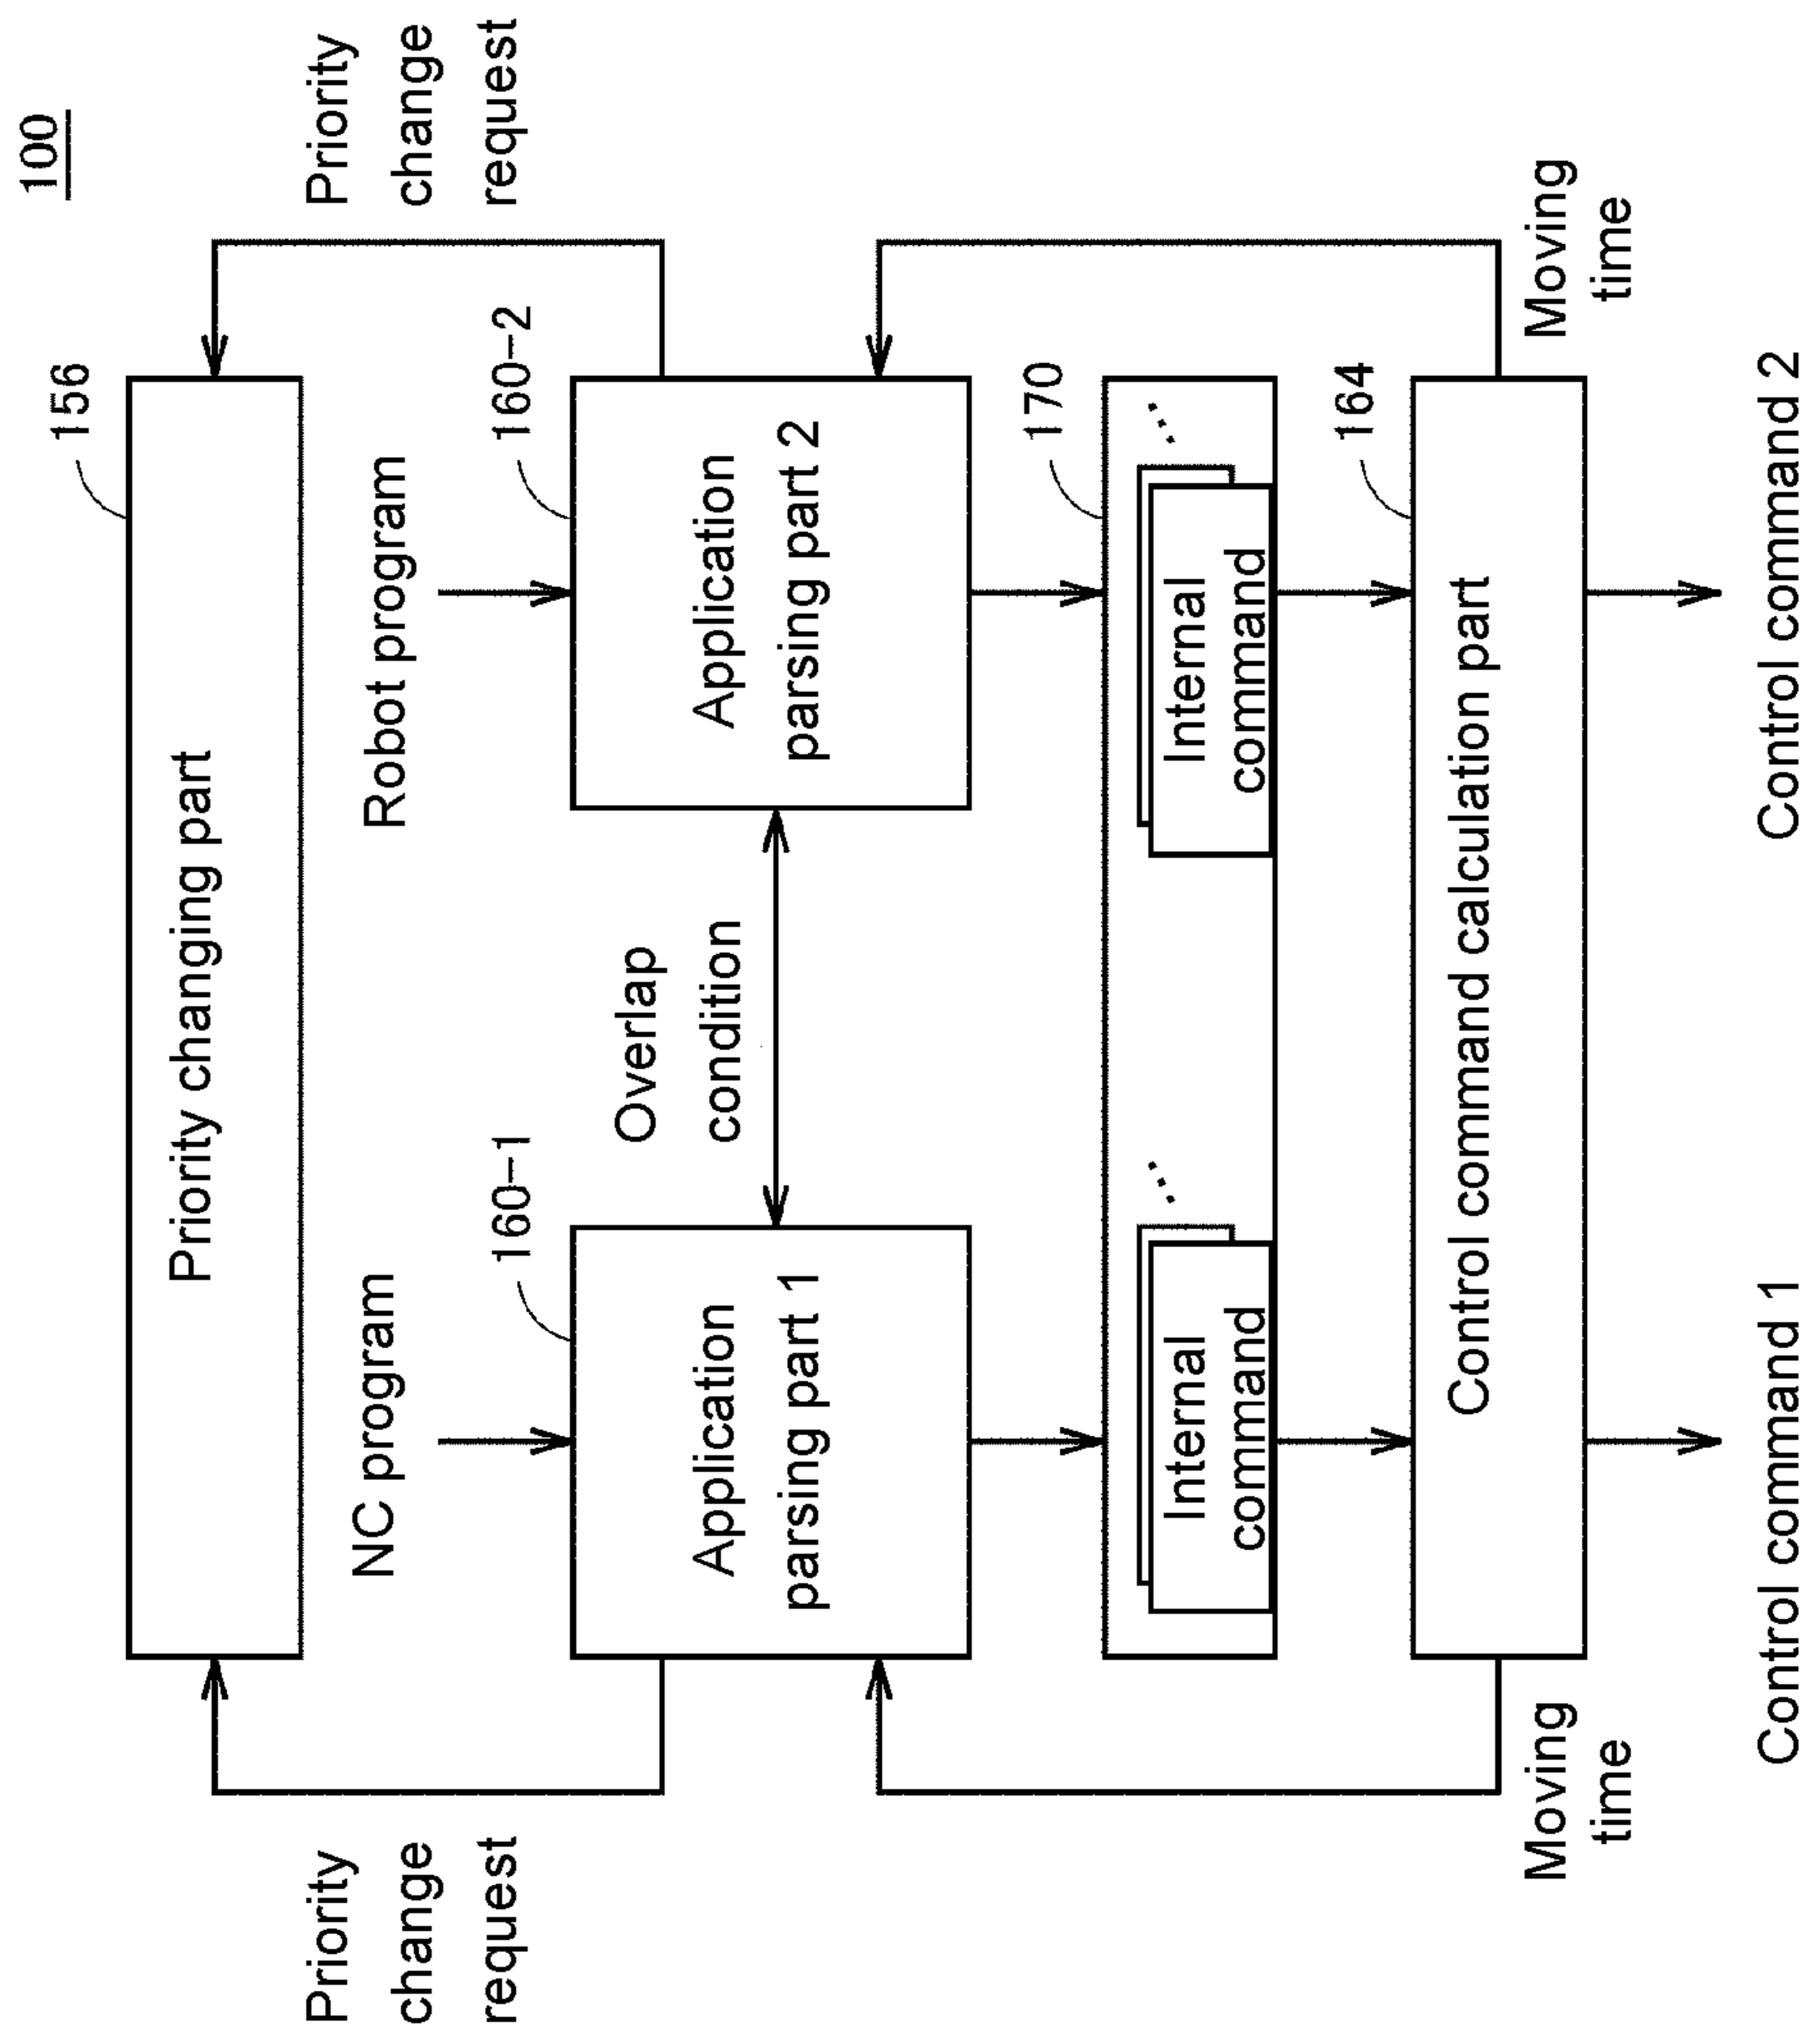 100
156
Priority changing part
Priority
change
request
Priority
change
request
NC program
Robot program
160-1
160-2
Application
parsing part 1
Overlap
condition
Application
parsing part 2
170
Internal
command
...
Internal
command
...
164
Control command calculation part
Moving
time
Moving
time
Control command 1
Control command 2